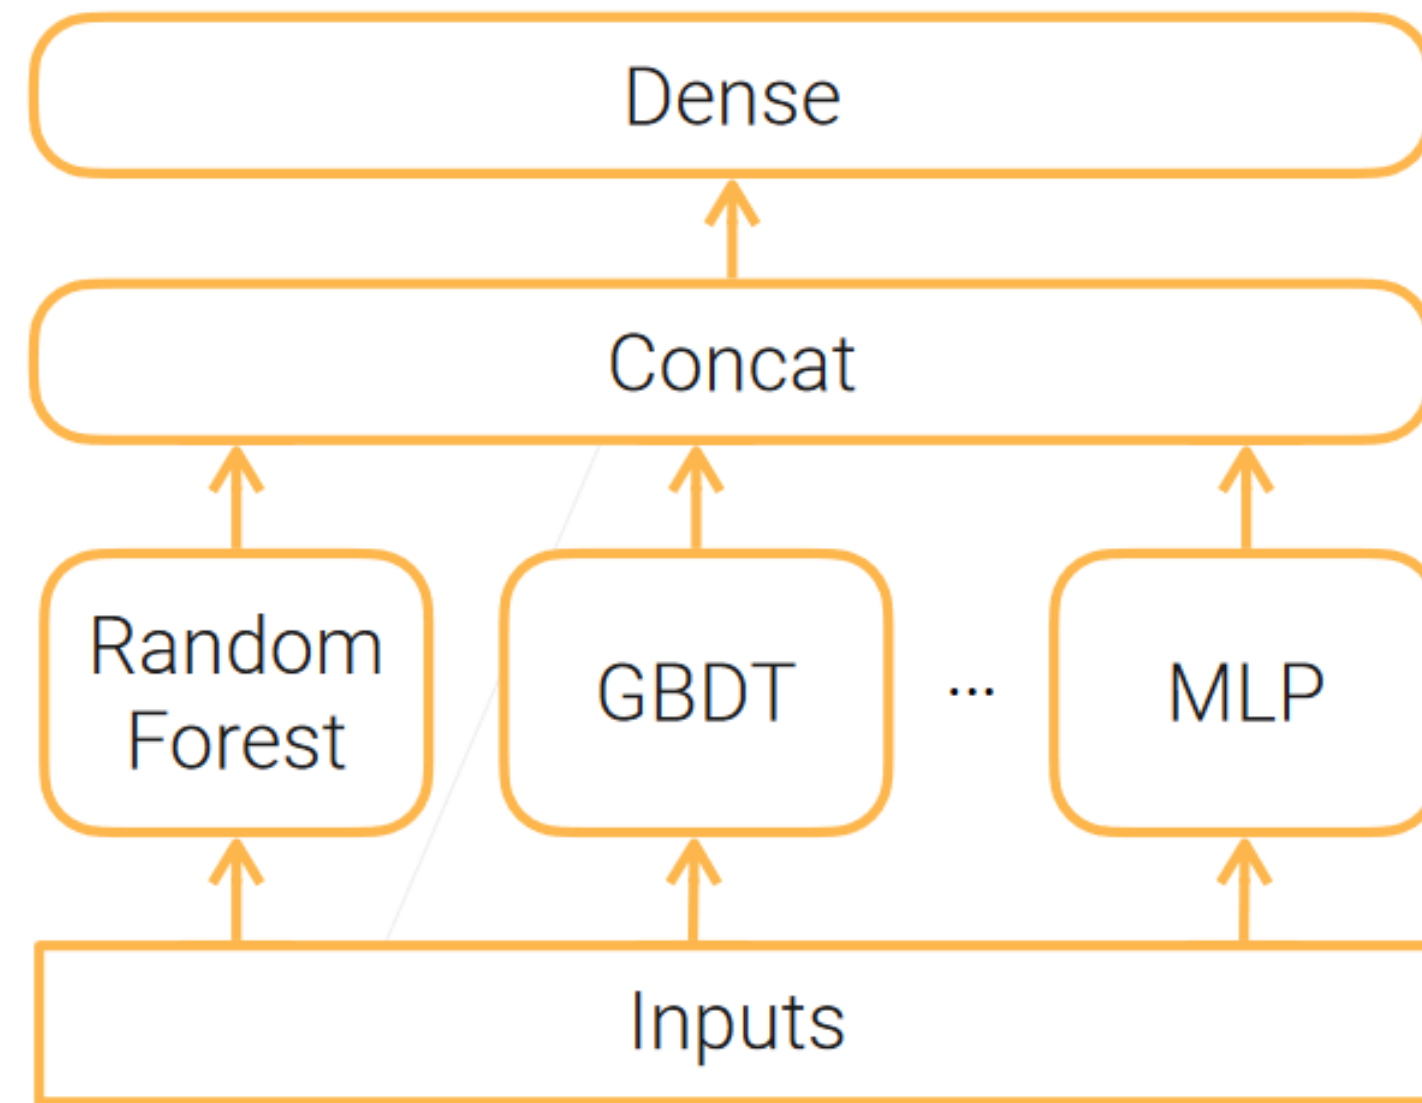 Dense
Concat
Random
Forest
GBDT
...
MLP
Inputs